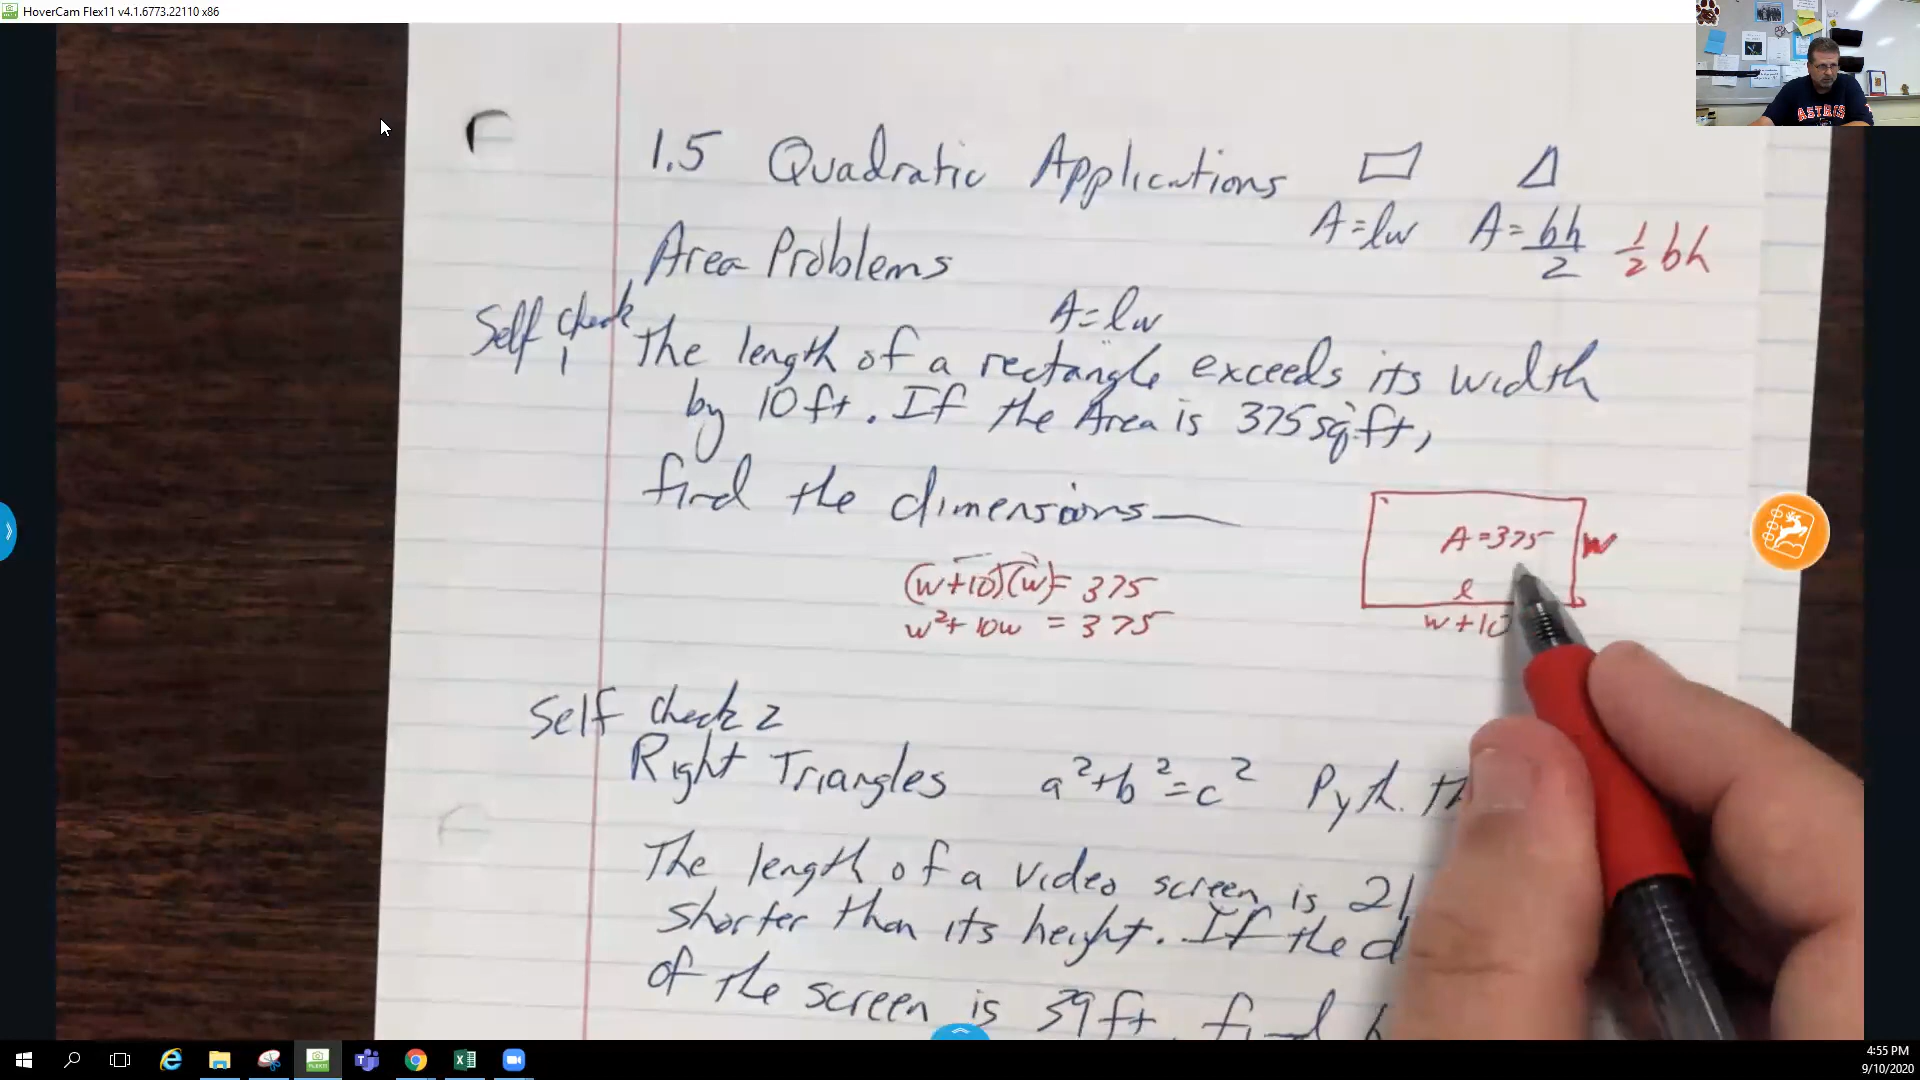 HoverCam Flex11 v4.1.6773.22110 x86
ASTROS
1.5 Quadratic Applications
A=lw A=bh/2 1/2 bh
Area Problems
A=lw
Self Check 1
The length of a rectangle exceeds its width
by 10ft. If the Area is 375 sq ft,
find the dimensions
A=375 w
l
w+10
(w+10)(w)= 375
w²+10w = 375
Self Check 2
Right Triangles a²+b²=c² Pyth. th
The length of a video screen is 21
shorter than its height. If the d
of the screen is 39ft, find h
4:55 PM
9/10/2020